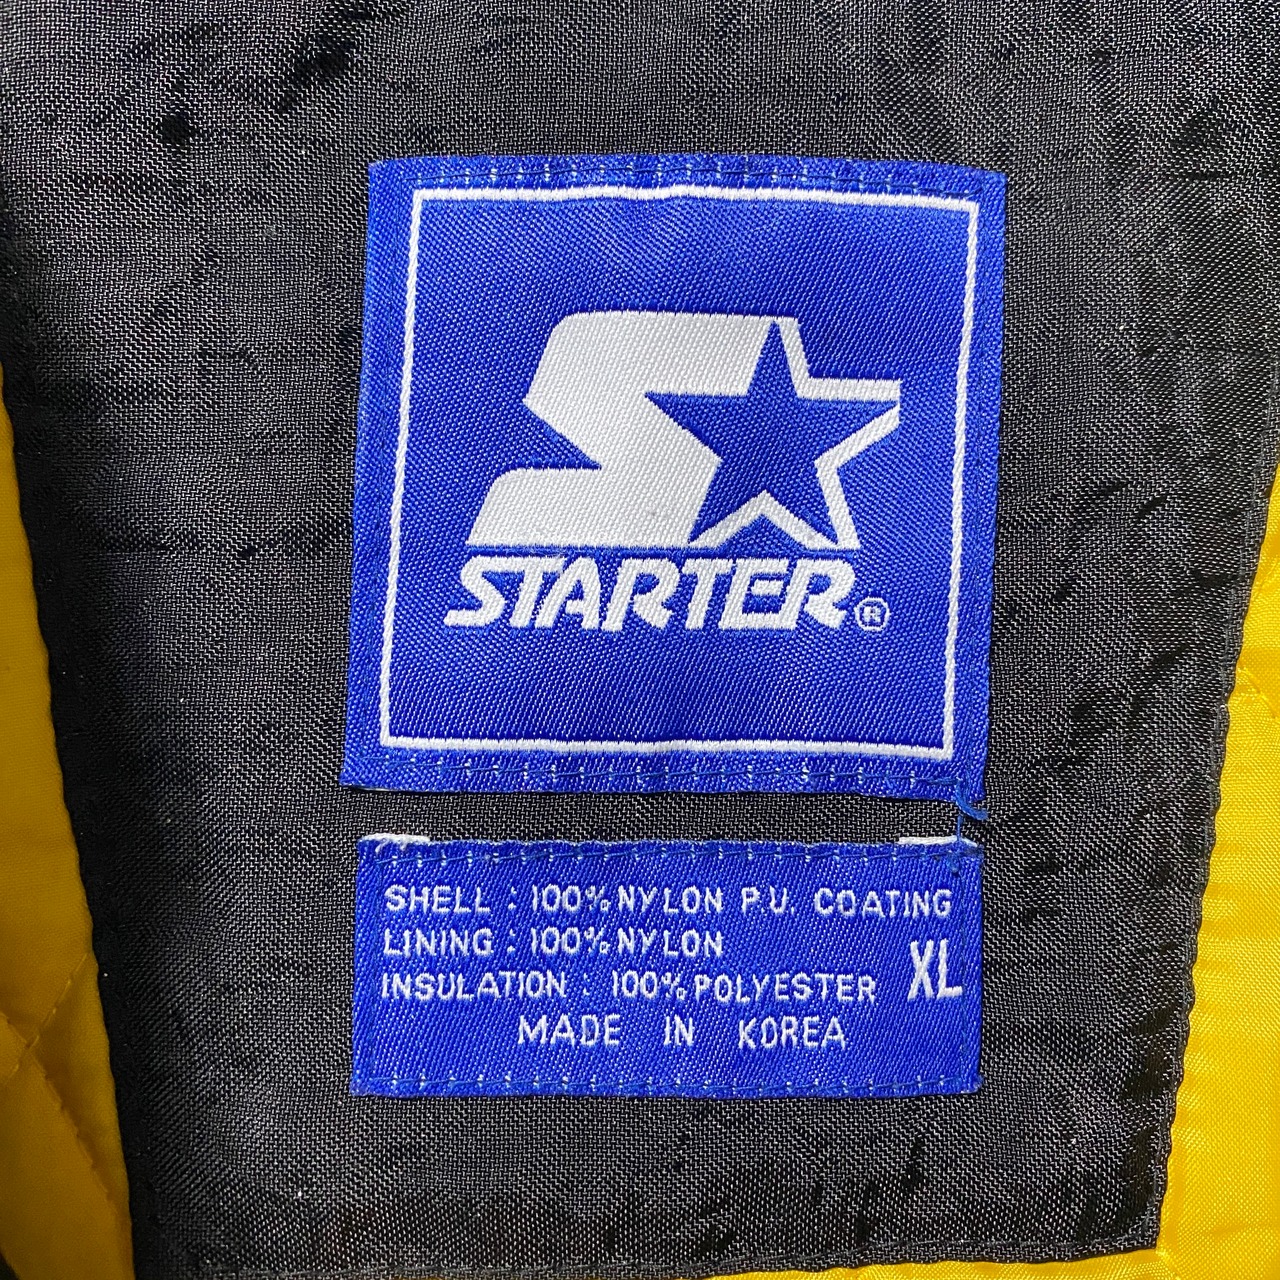 STARTER®
SHELL : 100% NYLON P.U. COATING
LINING : 100% NYLON
INSULATION : 100% POLYESTER XL
MADE IN KOREA